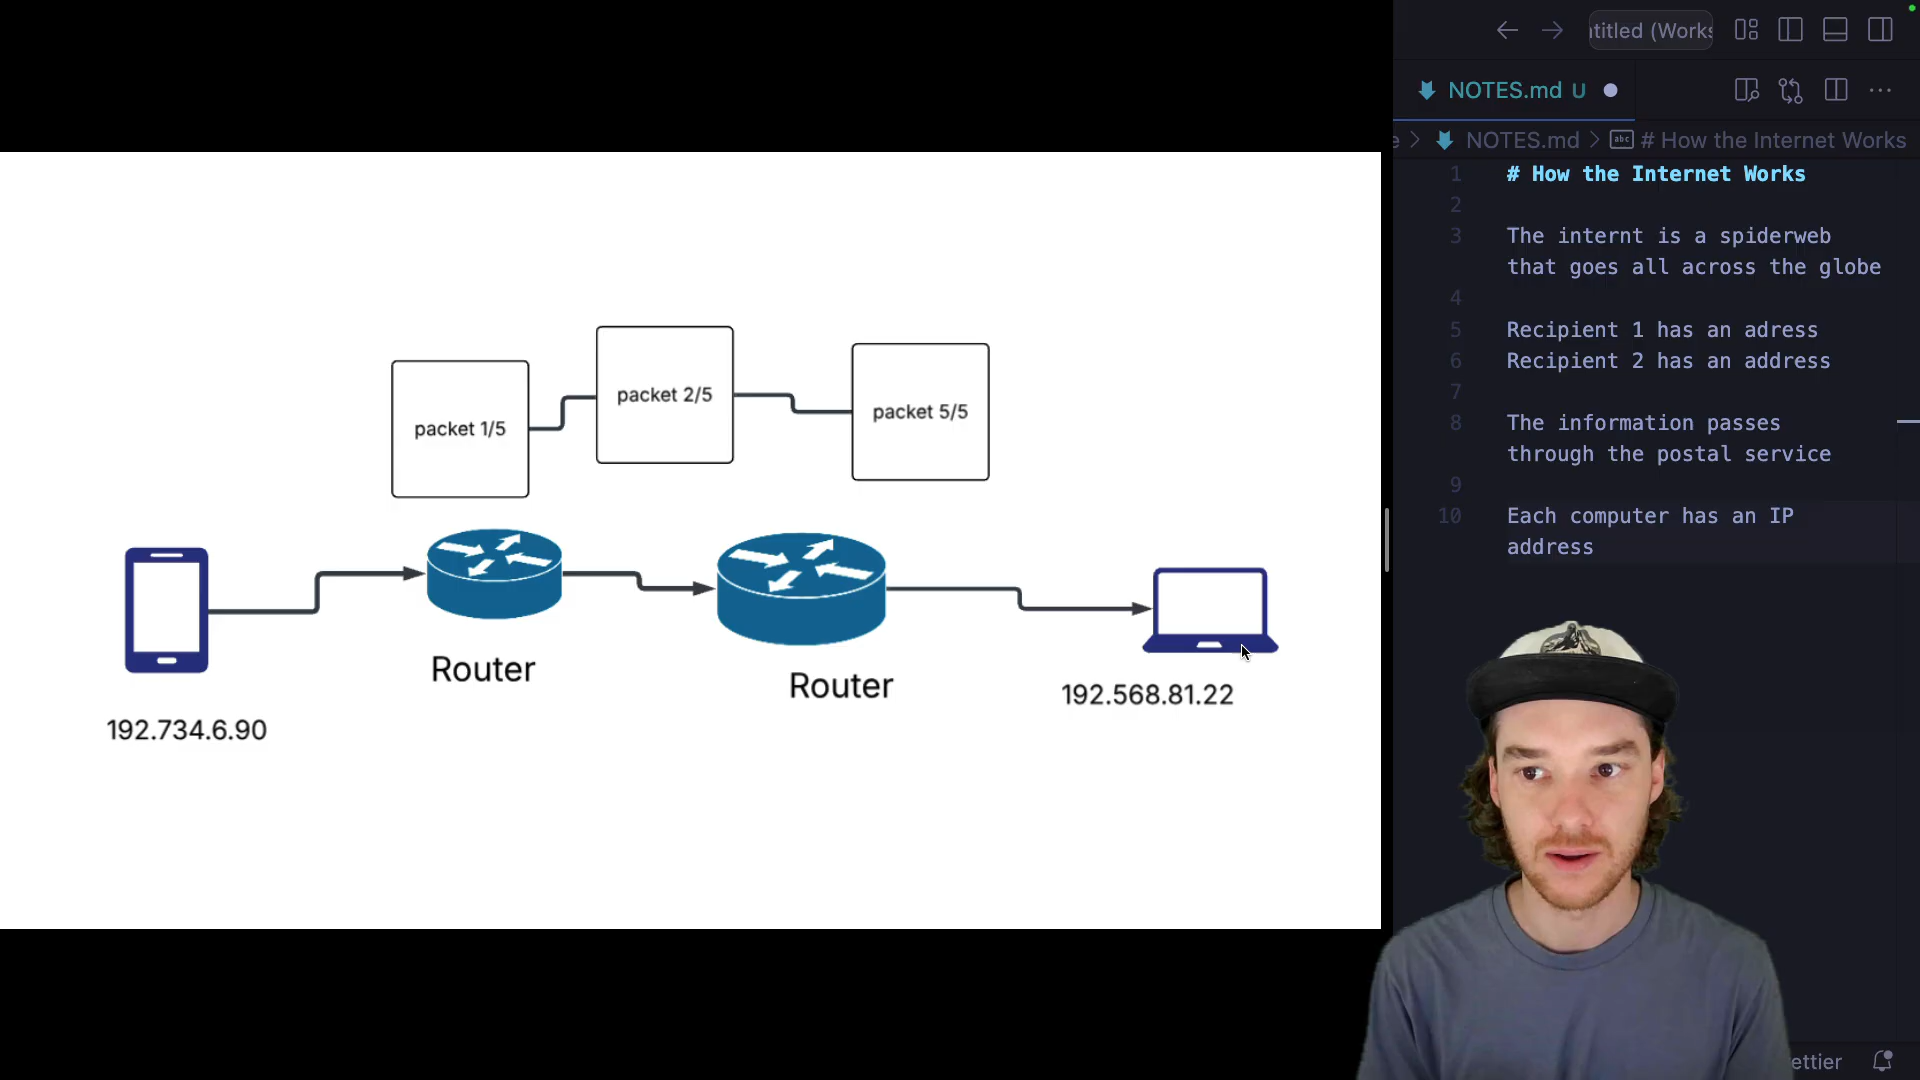 packet 1/5
packet 2/5
packet 5/5
Router
Router
192.734.6.90
192.568.81.22
ntitled (Works
NOTES.md U
e > NOTES.md > abc # How the Internet Works
1 # How the Internet Works
2
3 The internt is a spiderweb
that goes all across the globe
4
5 Recipient 1 has an adress
6 Recipient 2 has an address
7
8 The information passes
through the postal service
9
10 Each computer has an IP
address
ettier